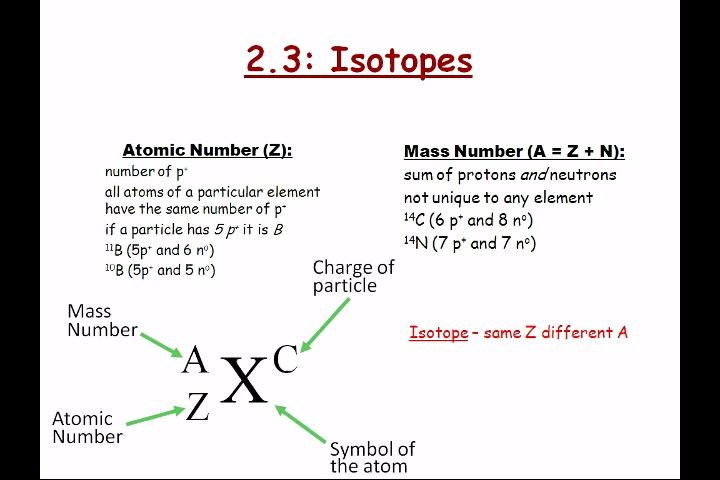 2.3: Isotopes
Atomic Number (Z):
number of p⁺
all atoms of a particular element
have the same number of p⁺
if a particle has 5 p⁺ it is B
¹¹B (5p⁺ and 6 n⁰)
¹⁰B (5p⁺ and 5 n⁰)
Mass Number (A = Z + N):
sum of protons and neutrons
not unique to any element
¹⁴C (6 p⁺ and 8 n⁰)
¹⁴N (7 p⁺ and 7 n⁰)
Isotope – same Z different A
Charge of
particle
Mass
Number
A
Z
X
C
Atomic
Number
Symbol of
the atom